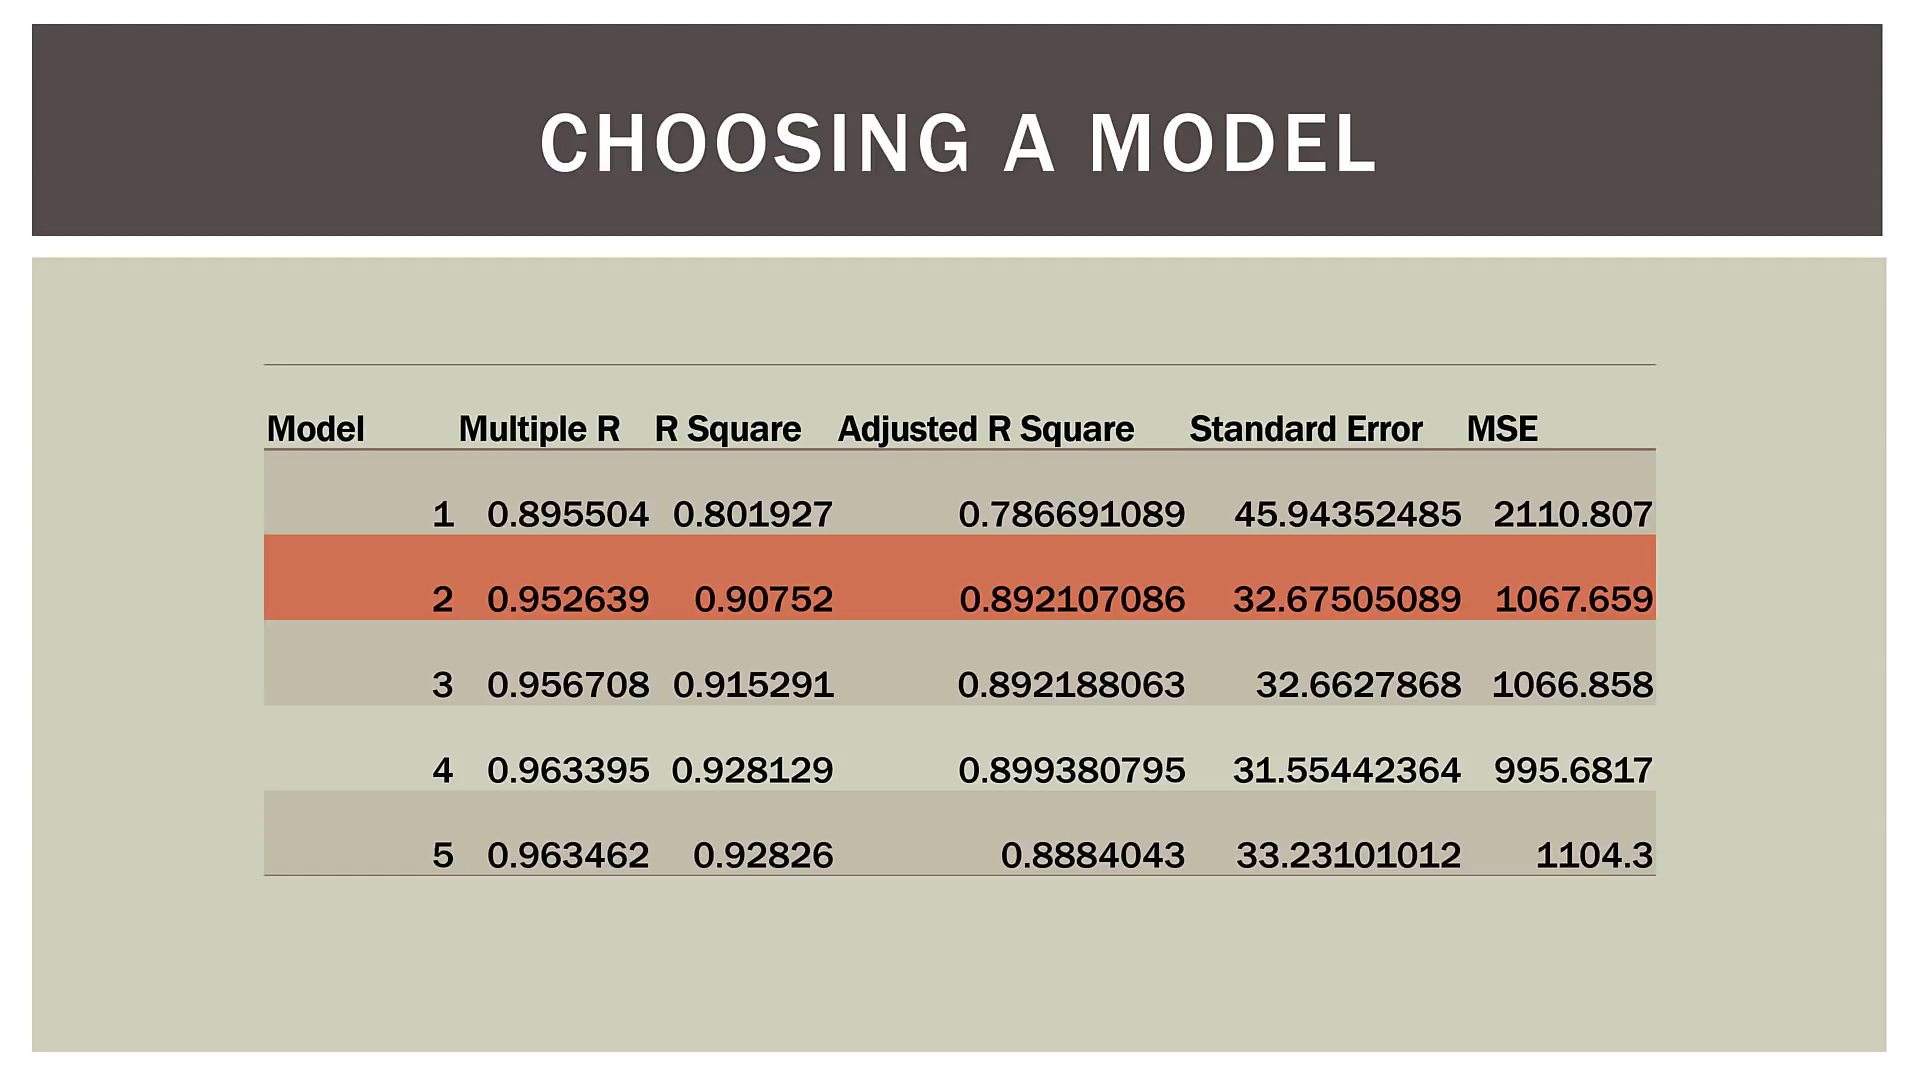 CHOOSING A MODEL
Model Multiple R R Square Adjusted R Square Standard Error MSE
1 0.895504 0.801927 0.786691089 45.94352485 2110.807
2 0.952639 0.90752 0.892107086 32.67505089 1067.659
3 0.956708 0.915291 0.892188063 32.6627868 1066.858
4 0.963395 0.928129 0.899380795 31.55442364 995.6817
5 0.963462 0.92826 0.8884043 33.23101012 1104.3